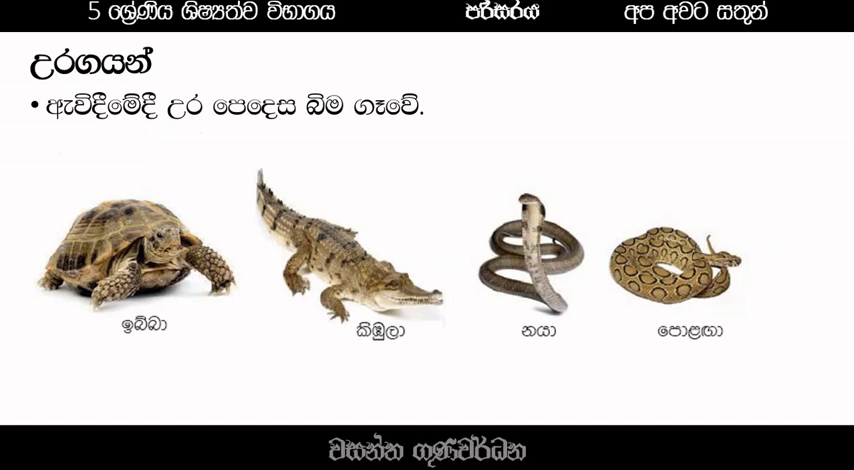 5 ශ්‍රේණිය ශිෂ්‍යත්ව විභාගය පරිසරය අප අවට සතුන්
උරගයන්
• ඇවිදීමේදී උර පෙදෙස බිම ගෑවේ.
ඉබ්බා කිඹුලා නයා පොළඟා
වසන්ත ගුණවර්ධන